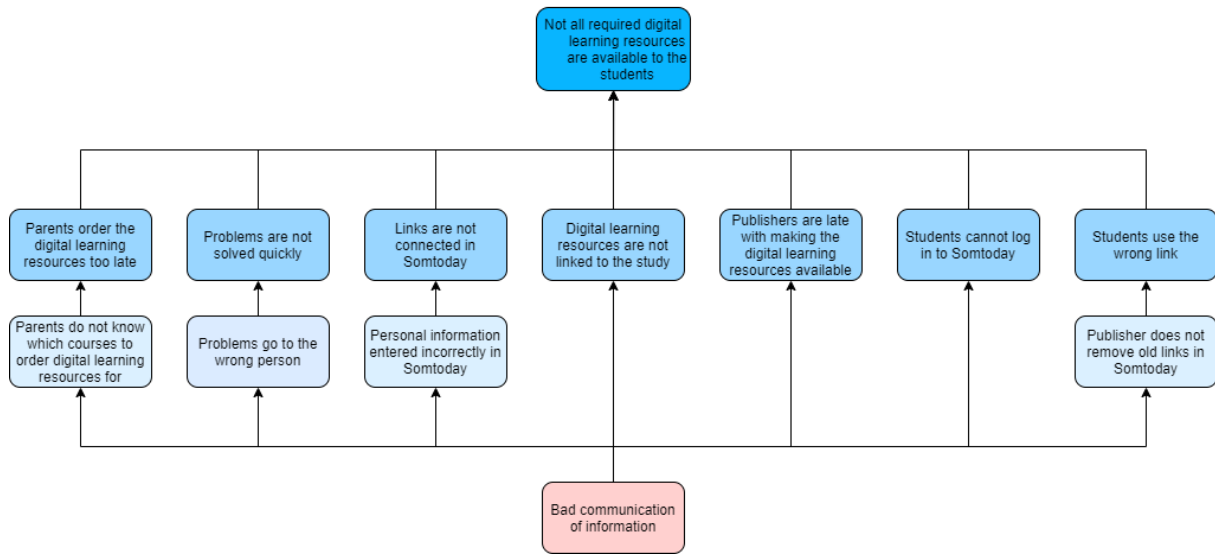 Not all required digital
learning resources
are available to the
students
Parents order the
digital learning
resources too late
Problems are not
solved quickly
Links are not
connected in
Somtoday
Digital learning
resources are not
linked to the study
Publishers are late
with making the
digital learning
resources available
Students cannot log
in to Somtoday
Students use the
wrong link
Parents do not know
which courses to
order digital learning
resources for
Problems go to the
wrong person
Personal information
entered incorrectly in
Somtoday
Publisher does not
remove old links in
Somtoday
Bad communication
of information